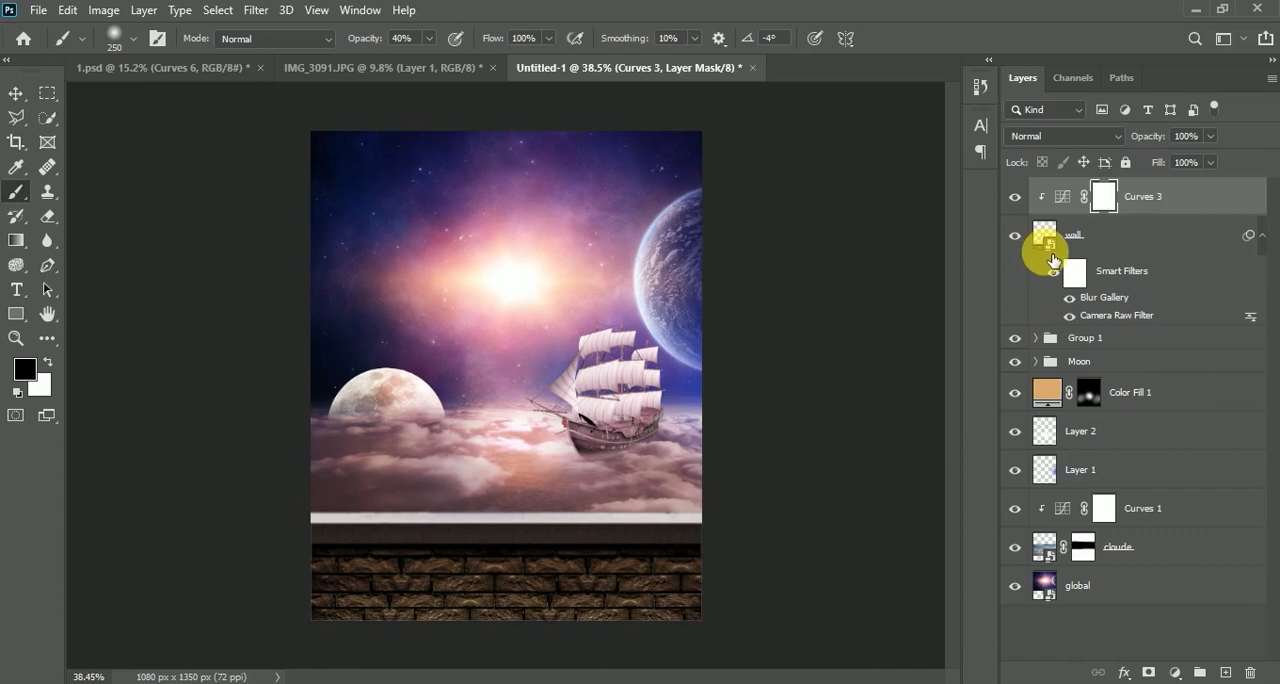 Ps File Edit Image Layer Type Select Filter 3D View Window Help
250 Mode: Normal Opacity: 40% Flow: 100% Smoothing: 10% -4°
1.psd @ 15.2% (Curves 6, RGB/8#) * IMG_3091.JPG @ 9.8% (Layer 1, RGB/8) * Untitled-1 @ 38.5% (Curves 3, Layer Mask/8) *
Layers Channels Paths
Kind
Normal Opacity: 100%
Lock: Fill: 100%
Curves 3
wall
Smart Filters
Blur Gallery
Camera Raw Filter
Group 1
Moon
Color Fill 1
Layer 2
Layer 1
Curves 1
cloude
global
38.45% 1080 px x 1350 px (72 ppi)